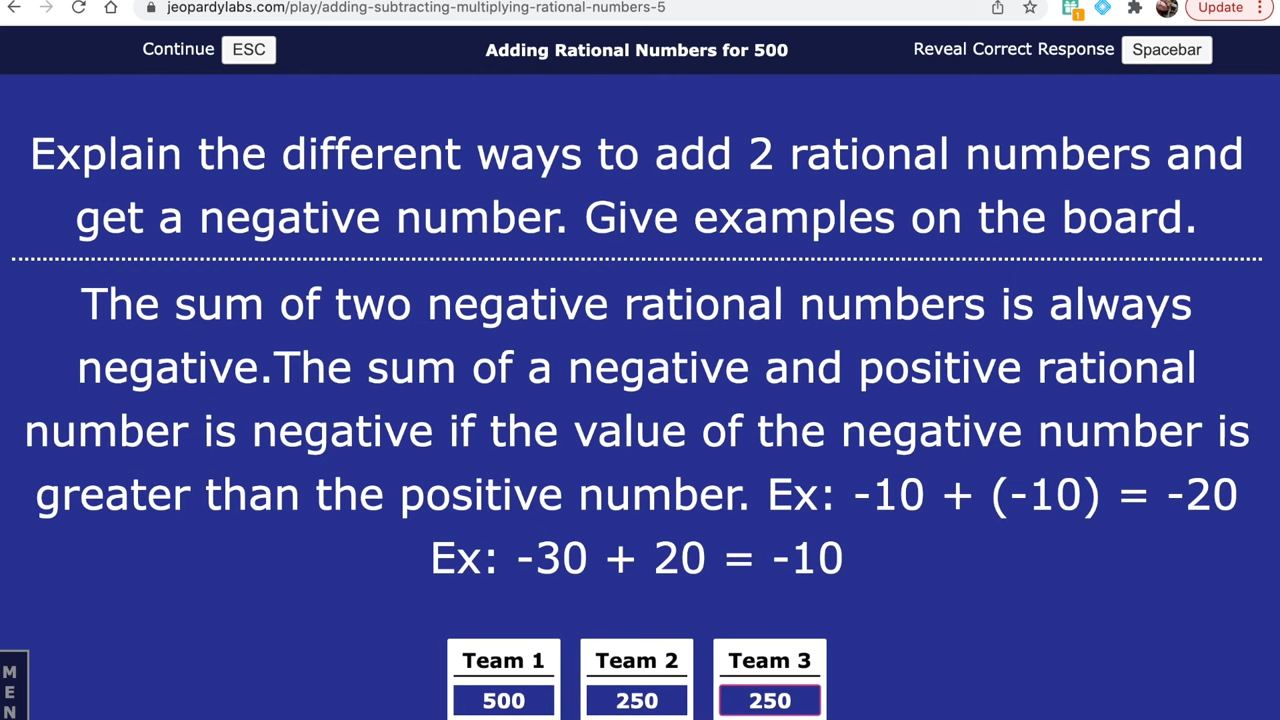 jeopardylabs.com/play/adding-subtracting-multiplying-rational-numbers-5
1
Update
Continue ESC
Adding Rational Numbers for 500
Reveal Correct Response Spacebar
Explain the different ways to add 2 rational numbers and
get a negative number. Give examples on the board.
The sum of two negative rational numbers is always
negative.The sum of a negative and positive rational
number is negative if the value of the negative number is
greater than the positive number. Ex: -10 + (-10) = -20
Ex: -30 + 20 = -10
Team 1 Team 2 Team 3
500 250 250
M
E
N